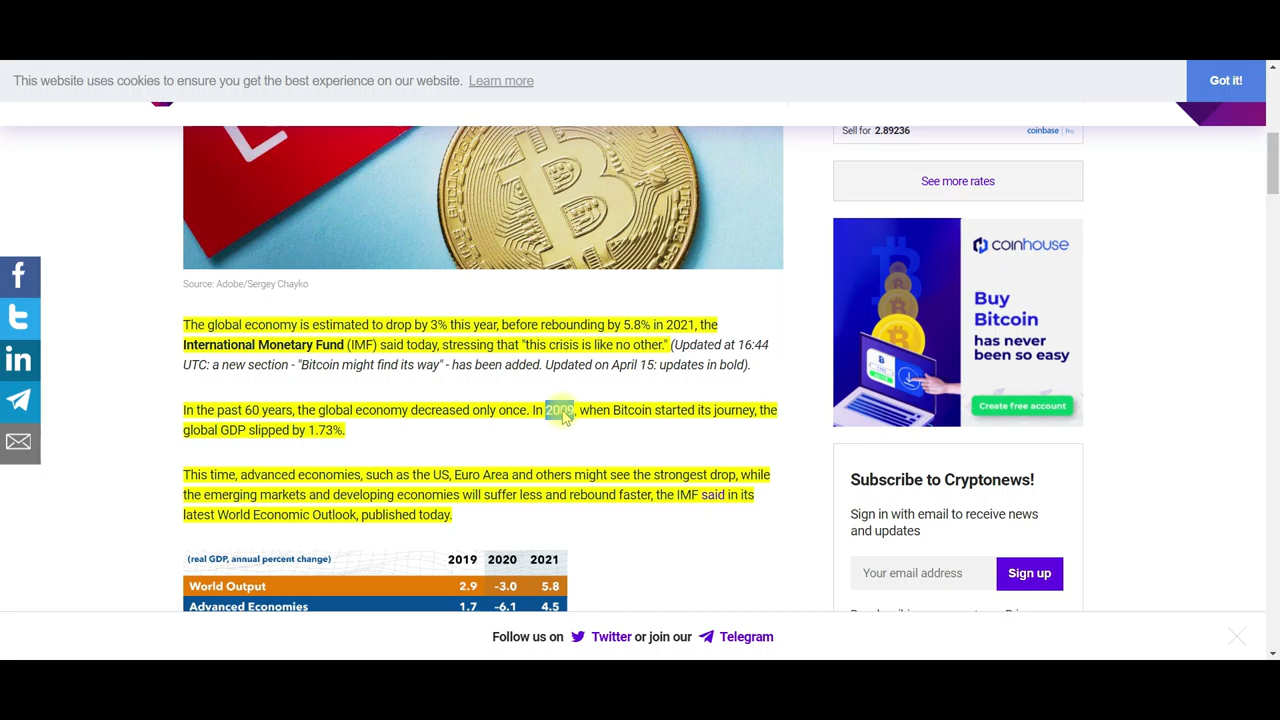 This website uses cookies to ensure you get the best experience on our website. Learn more
Got it!
Sell for 2.89236
coinbase | Pro
See more rates
coinhouse
Buy
Bitcoin
has never
been so easy
Create free account
Source: Adobe/Sergey Chayko
The global economy is estimated to drop by 3% this year, before rebounding by 5.8% in 2021, the
International Monetary Fund (IMF) said today, stressing that "this crisis is like no other." (Updated at 16:44
UTC: a new section - "Bitcoin might find its way" - has been added. Updated on April 15: updates in bold).
In the past 60 years, the global economy decreased only once. In 2009, when Bitcoin started its journey, the
global GDP slipped by 1.73%.
This time, advanced economies, such as the US, Euro Area and others might see the strongest drop, while
the emerging markets and developing economies will suffer less and rebound faster, the IMF said in its
latest World Economic Outlook, published today.
(real GDP, annual percent change) 2019 2020 2021
World Output 2.9 -3.0 5.8
Advanced Economies 1.7 -6.1 4.5
Subscribe to Cryptonews!
Sign in with email to receive news
and updates
Your email address
Sign up
Follow us on Twitter or join our Telegram